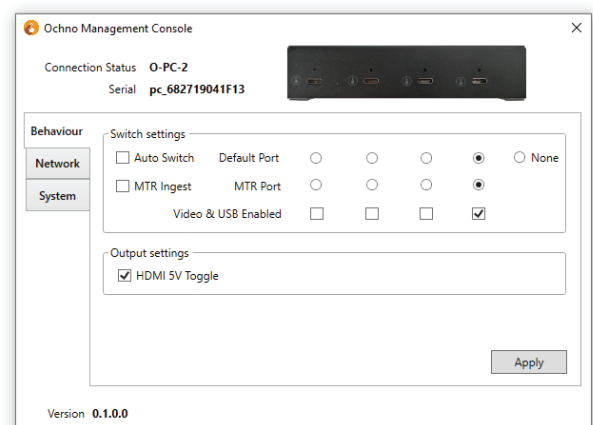 Ochno Management Console
Connection Status O-PC-2
Serial pc_682719041F13
Behaviour
Network
System
Switch settings
Auto Switch Default Port None
MTR Ingest MTR Port
Video & USB Enabled
Output settings
HDMI 5V Toggle
Apply
Version 0.1.0.0